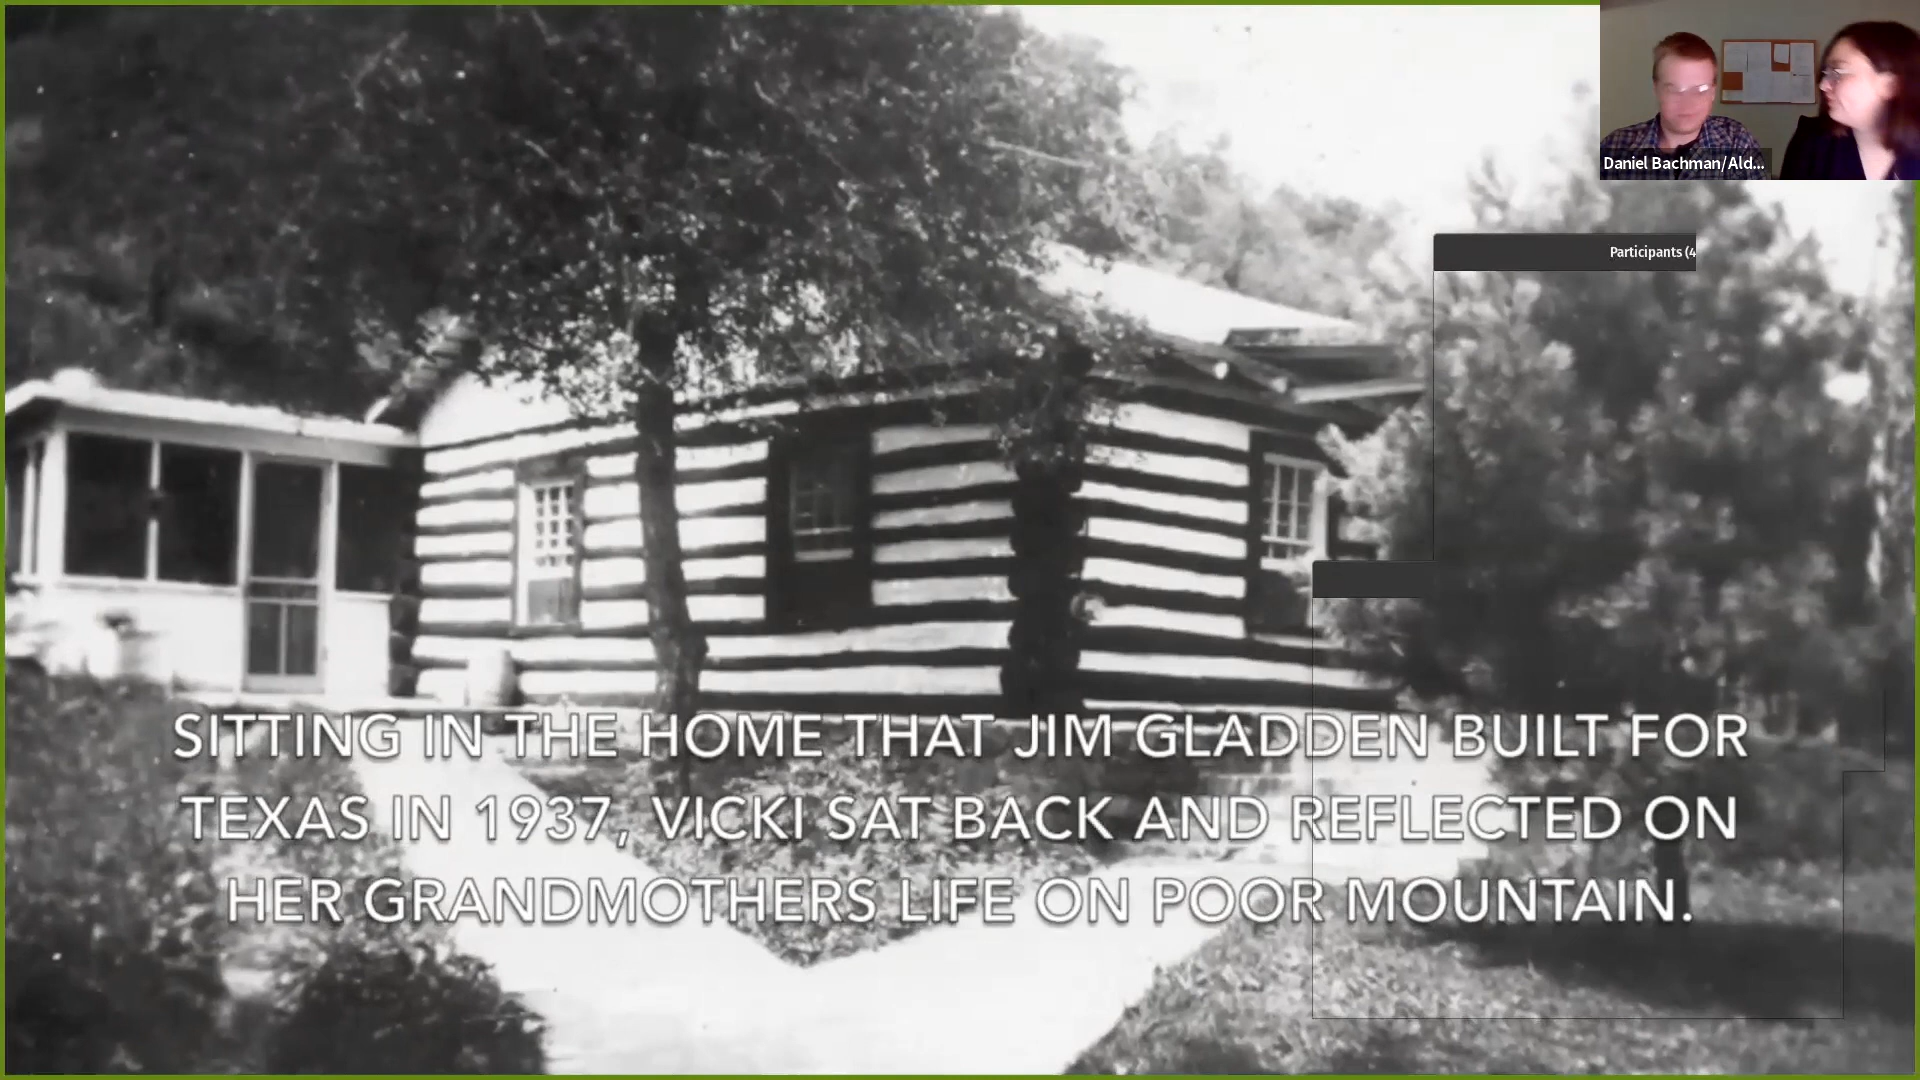 Daniel Bachman/Ald...
Participants (4
SITTING IN THE HOME THAT JIM GLADDEN BUILT FOR
TEXAS IN 1937, VICKI SAT BACK AND REFLECTED ON
HER GRANDMOTHERS LIFE ON POOR MOUNTAIN.